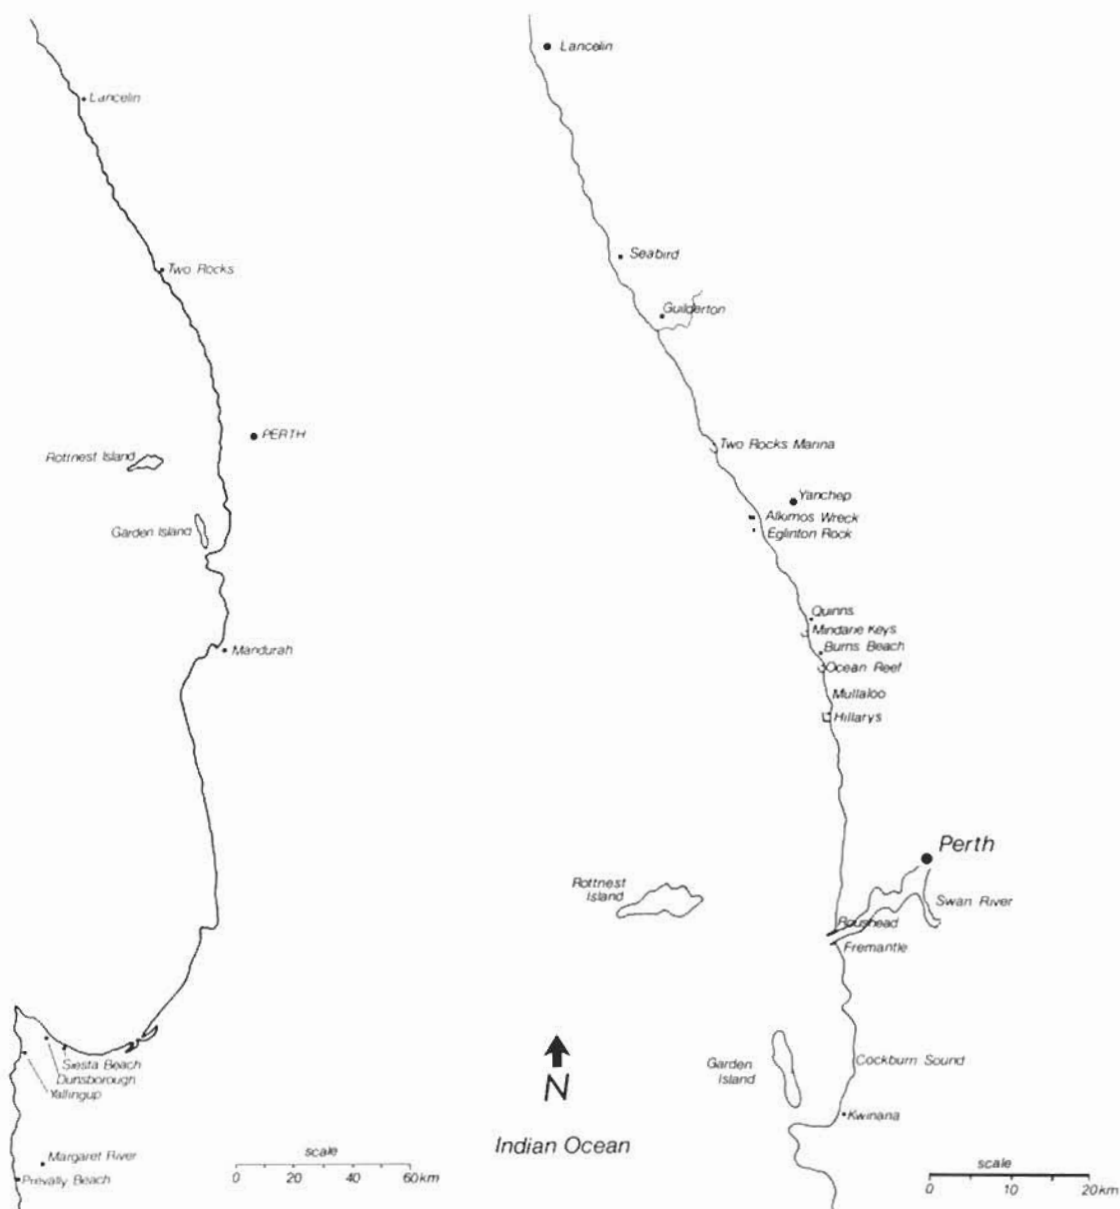 Lancelin
Two Rocks
PERTH
Rottnest Island
Garden Island
Mandurah
Siesta Beach
Dunsborough
Yallingup
Margaret River
Prevally Beach
scale
0 20 40 60km
Lancelin
Seabird
Guilderton
Two Rocks Marina
Yanchep
Alkimos Wreck
Eglinton Rock
Quinns
Mindarie Keys
Burns Beach
Ocean Reef
Mullaloo
Hillarys
Perth
Rottnest
Island
Swan River
Roushead
Fremantle
Garden
Island
Cockburn Sound
Kwinana
N
Indian Ocean
scale
0 10 20km